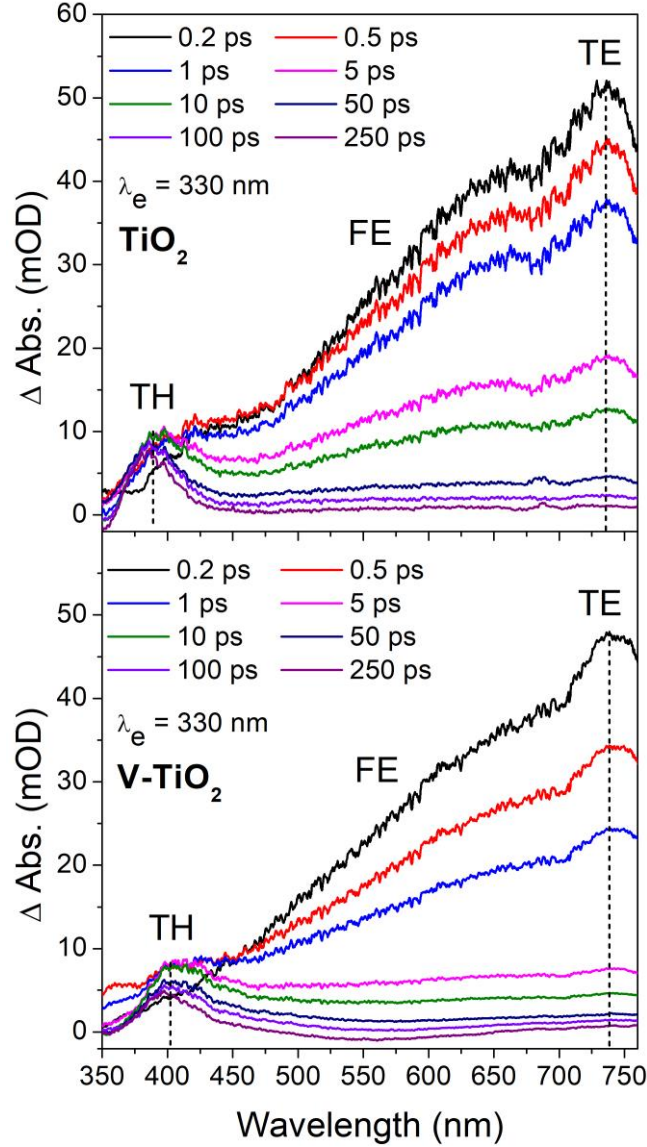 60
0.2 ps 0.5 ps TE
1 ps 5 ps
50
10 ps 50 ps
100 ps 250 ps
40
λe = 330 nm
FE
TiO2
30
Δ Abs. (mOD)
20
TH
10
0
0.2 ps 0.5 ps
50
1 ps 5 ps TE
10 ps 50 ps
40
100 ps 250 ps
λe = 330 nm
FE
30
V-TiO2
Δ Abs. (mOD)
20
TH
10
0
350 400 450 500 550 600 650 700 750
Wavelength (nm)